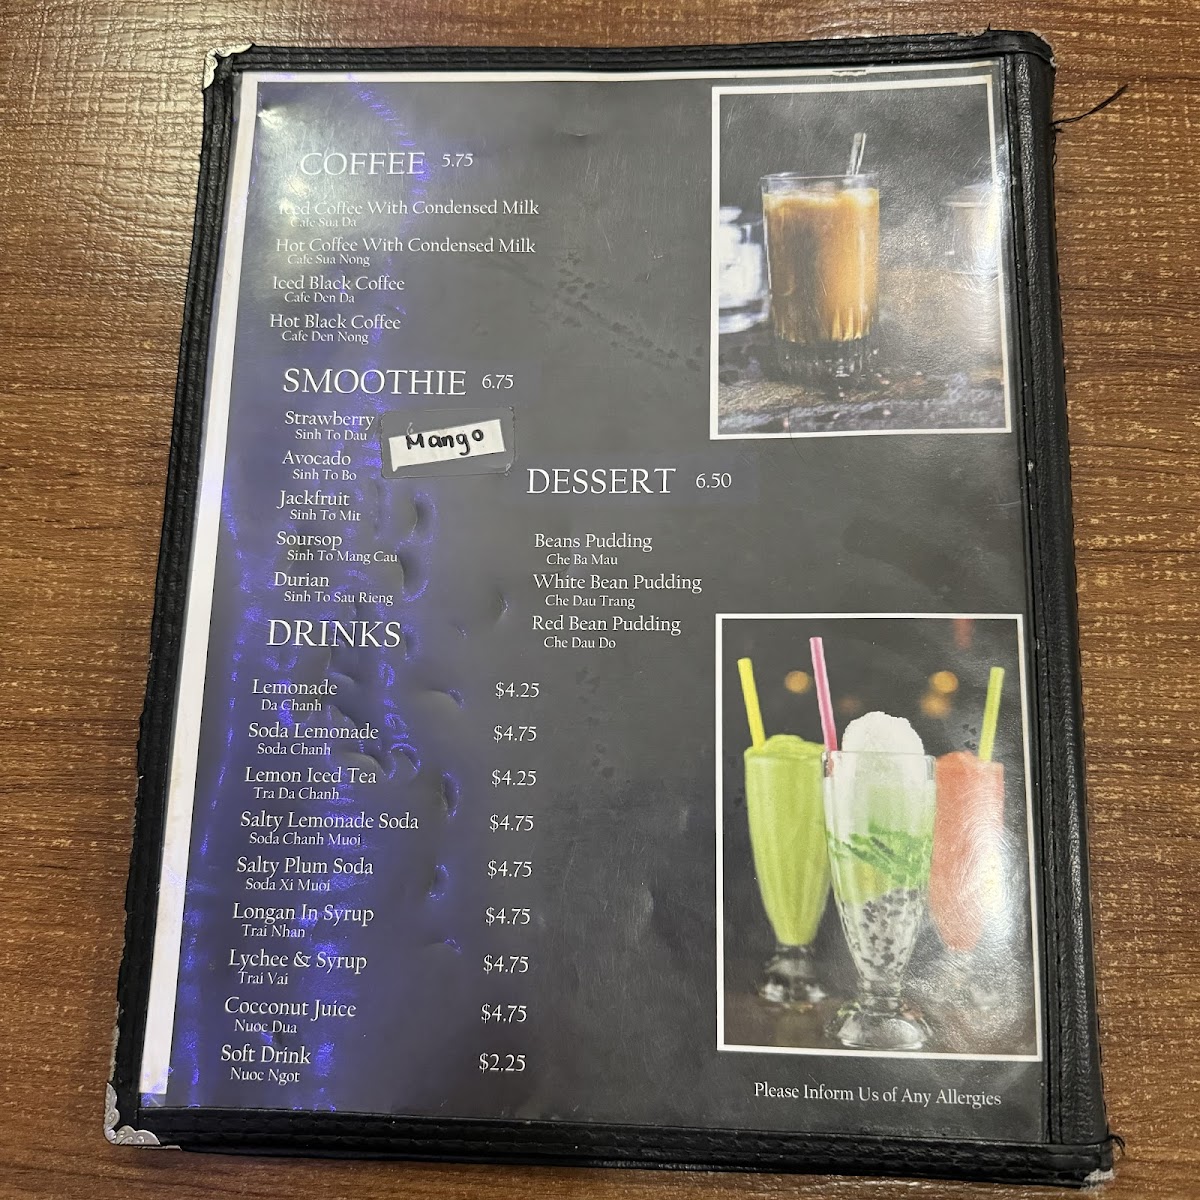 COFFEE 5.75
Iced Coffee With Condensed Milk
Cafe Sua Da
Hot Coffee With Condensed Milk
Cafe Sua Nong
Iced Black Coffee
Cafe Den Da
Hot Black Coffee
Cafe Den Nong
SMOOTHIE 6.75
Strawberry
Sinh To Dau
Mango
Avocado
Sinh To Bo
Jackfruit
Sinh To Mit
Soursop
Sinh To Mang Cau
Durian
Sinh To Sau Rieng
DESSERT 6.50
Beans Pudding
Che Ba Mau
White Bean Pudding
Che Dau Trang
Red Bean Pudding
Che Dau Do
DRINKS
Lemonade $4.25
Da Chanh
Soda Lemonade $4.75
Soda Chanh
Lemon Iced Tea $4.25
Tra Da Chanh
Salty Lemonade Soda $4.75
Soda Chanh Muoi
Salty Plum Soda $4.75
Soda Xi Muoi
Longan In Syrup $4.75
Trai Nhan
Lychee & Syrup $4.75
Trai Vai
Cocconut Juice $4.75
Nuoc Dua
Soft Drink $2.25
Nuoc Ngot
Please Inform Us of Any Allergies